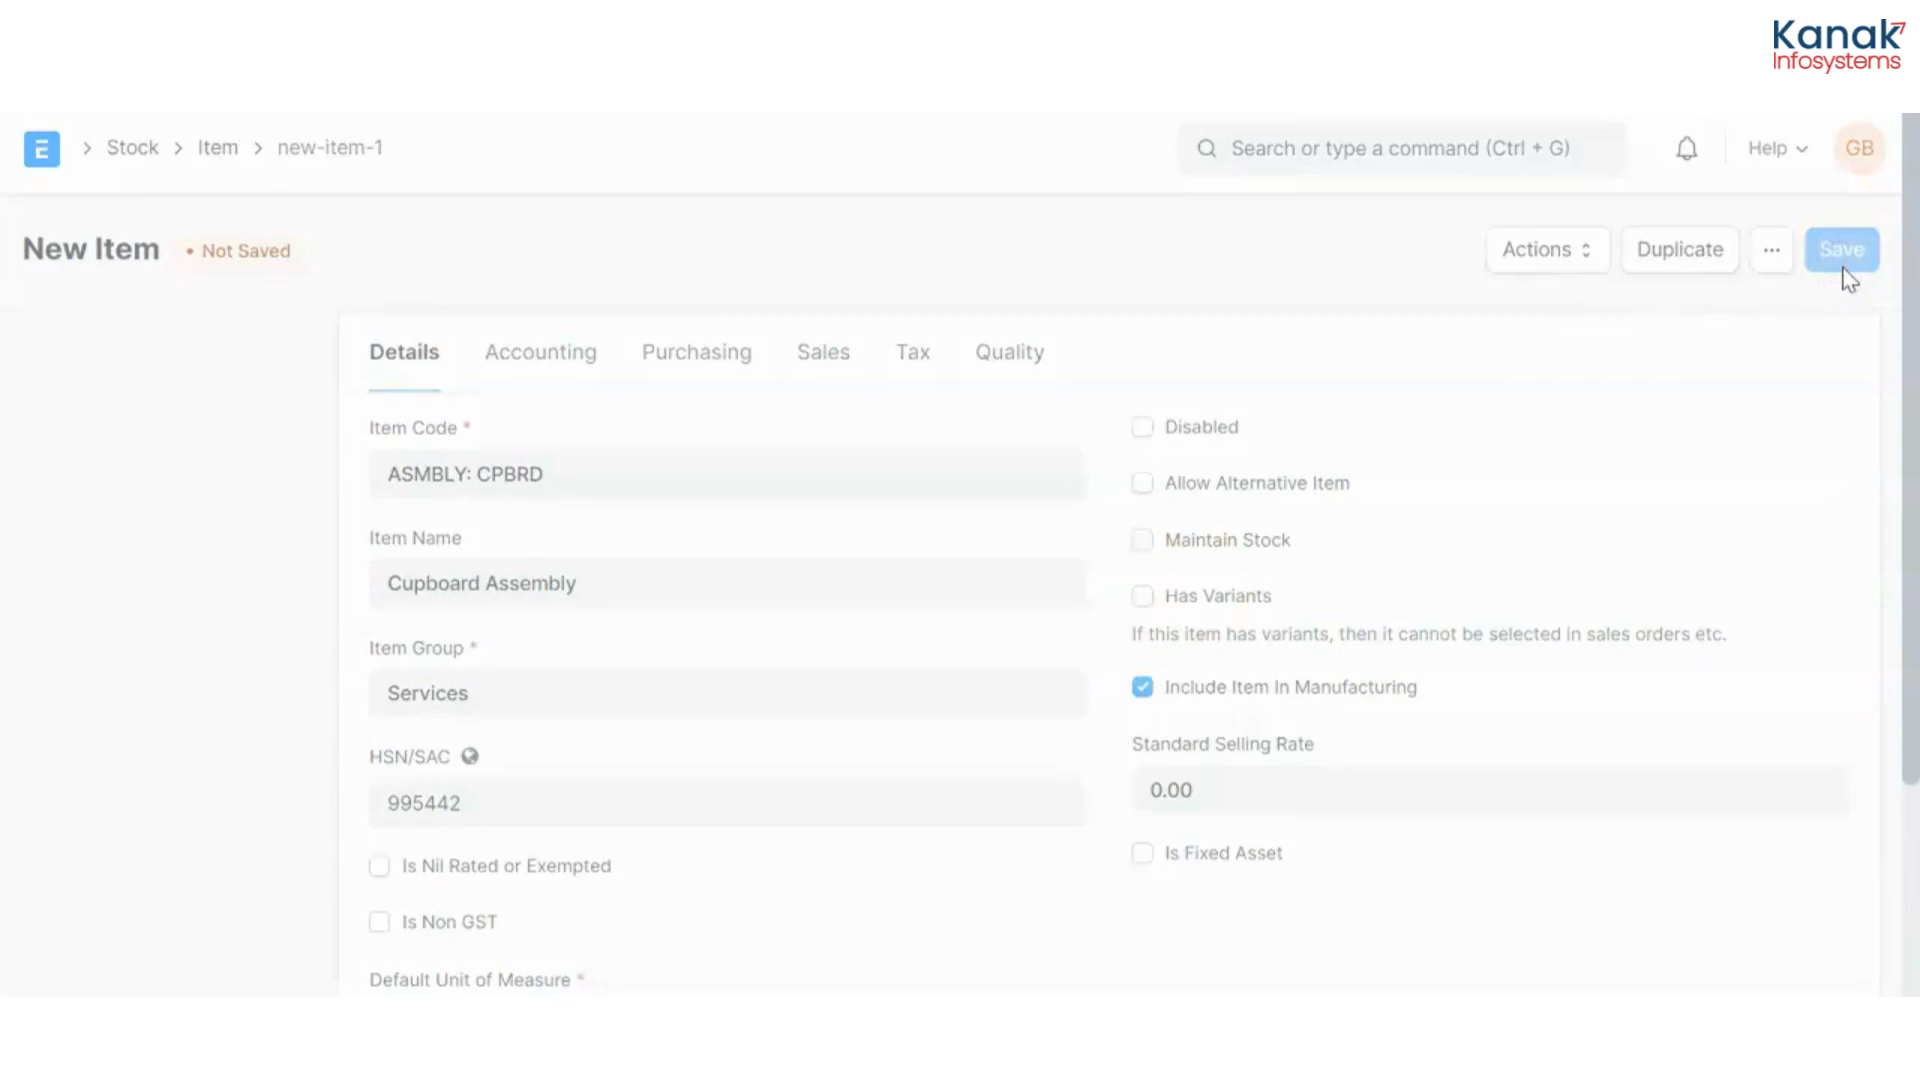 Kanak
Infosystems
E > Stock > Item > new-item-1
Search or type a command (Ctrl + G)
Help
GB
New Item
• Not Saved
Actions
Duplicate
...
Save
Details Accounting Purchasing Sales Tax Quality
Item Code *
ASMBLY: CPBRD
Item Name
Cupboard Assembly
Item Group *
Services
HSN/SAC
995442
Is Nil Rated or Exempted
Is Non GST
Default Unit of Measure *
Disabled
Allow Alternative Item
Maintain Stock
Has Variants
If this item has variants, then it cannot be selected in sales orders etc.
Include Item In Manufacturing
Standard Selling Rate
0.00
Is Fixed Asset